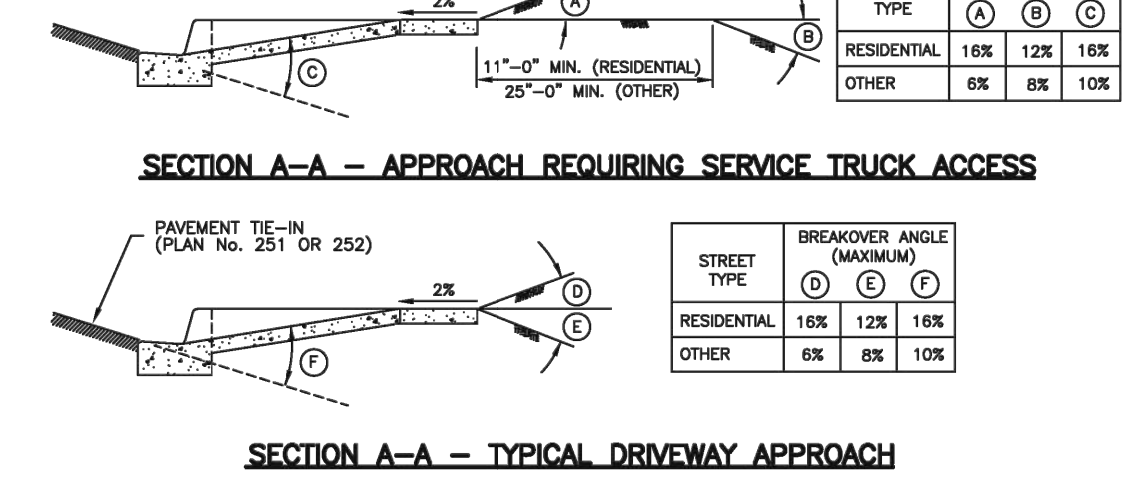 2%
A
TYPE
A B C
B
RESIDENTIAL 16% 12% 16%
C
11"-0" MIN. (RESIDENTIAL)
OTHER 6% 8% 10%
25"-0" MIN. (OTHER)
SECTION A-A - APPROACH REQUIRING SERVICE TRUCK ACCESS
PAVEMENT TIE-IN
(PLAN No. 251 OR 252)
2%
D
E
F
STREET
TYPE
BREAKOVER ANGLE
(MAXIMUM)
D E F
RESIDENTIAL 16% 12% 16%
OTHER 6% 8% 10%
SECTION A-A - TYPICAL DRIVEWAY APPROACH